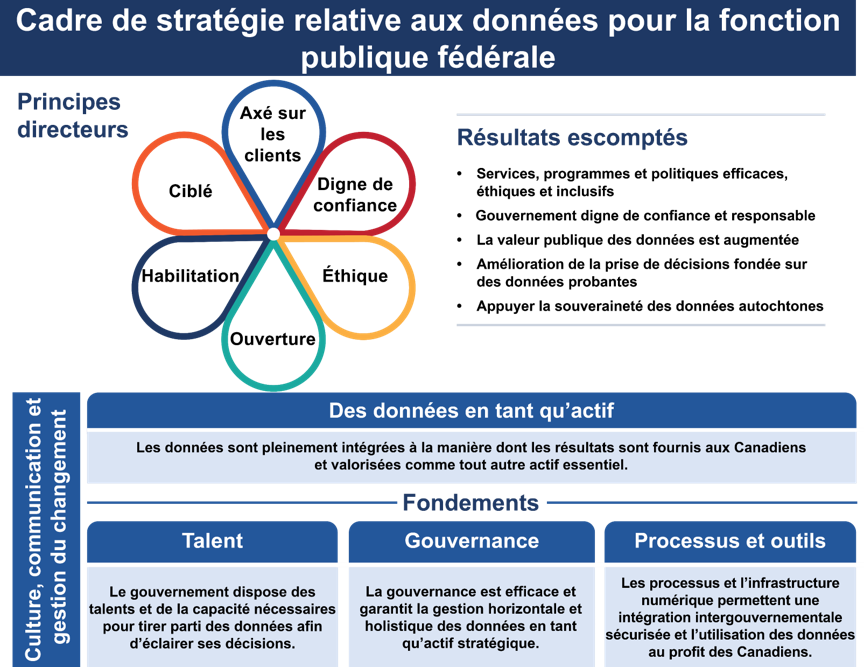 Cadre de stratégie relative aux données pour la fonction
publique fédérale
Principes
directeurs
Axé sur
les
clients
Digne de
confiance
Éthique
Ouverture
Habilitation
Ciblé
Résultats escomptés
• Services, programmes et politiques efficaces,
éthiques et inclusifs
• Gouvernement digne de confiance et responsable
• La valeur publique des données est augmentée
• Amélioration de la prise de décisions fondée sur
des données probantes
• Appuyer la souveraineté des données autochtones
Culture, communication et
gestion du changement
Des données en tant qu’actif
Les données sont pleinement intégrées à la manière dont les résultats sont fournis aux Canadiens
et valorisées comme tout autre actif essentiel.
Fondements
Talent
Le gouvernement dispose des
talents et de la capacité nécessaires
pour tirer parti des données afin
d’éclairer ses décisions.
Gouvernance
La gouvernance est efficace et
garantit la gestion horizontale et
holistique des données en tant
qu’actif stratégique.
Processus et outils
Les processus et l’infrastructure
numérique permettent une
intégration intergouvernementale
sécurisée et l’utilisation des données
au profit des Canadiens.